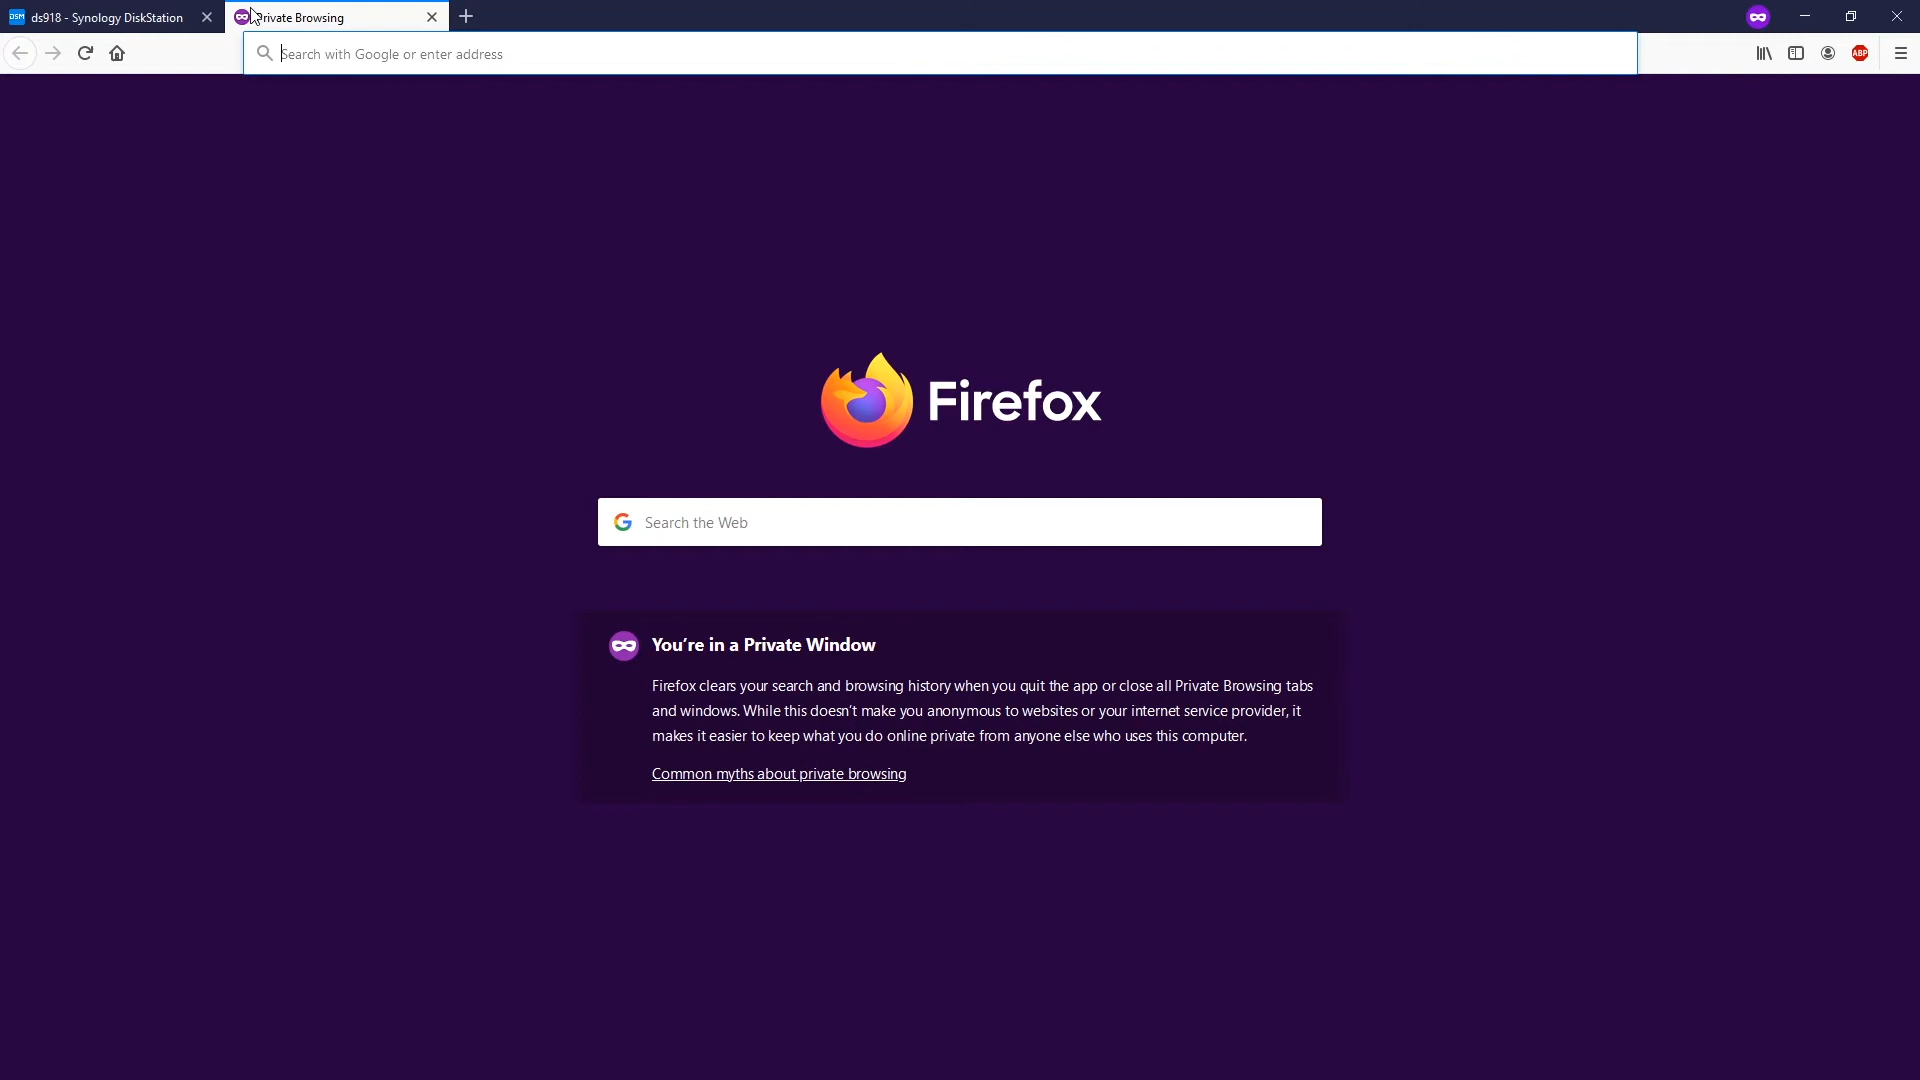 DSM ds918 - Synology DiskStation
Private Browsing
Search with Google or enter address
ABP
Firefox
Search the Web
You're in a Private Window
Firefox clears your search and browsing history when you quit the app or close all Private Browsing tabs
and windows. While this doesn't make you anonymous to websites or your internet service provider, it
makes it easier to keep what you do online private from anyone else who uses this computer.
Common myths about private browsing